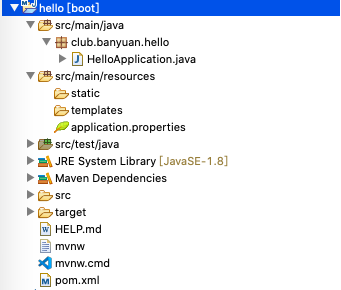 hello [boot]
src/main/java
club.banyuan.hello
HelloApplication.java
src/main/resources
static
templates
application.properties
src/test/java
JRE System Library [JavaSE-1.8]
Maven Dependencies
src
target
HELP.md
mvnw
mvnw.cmd
pom.xml